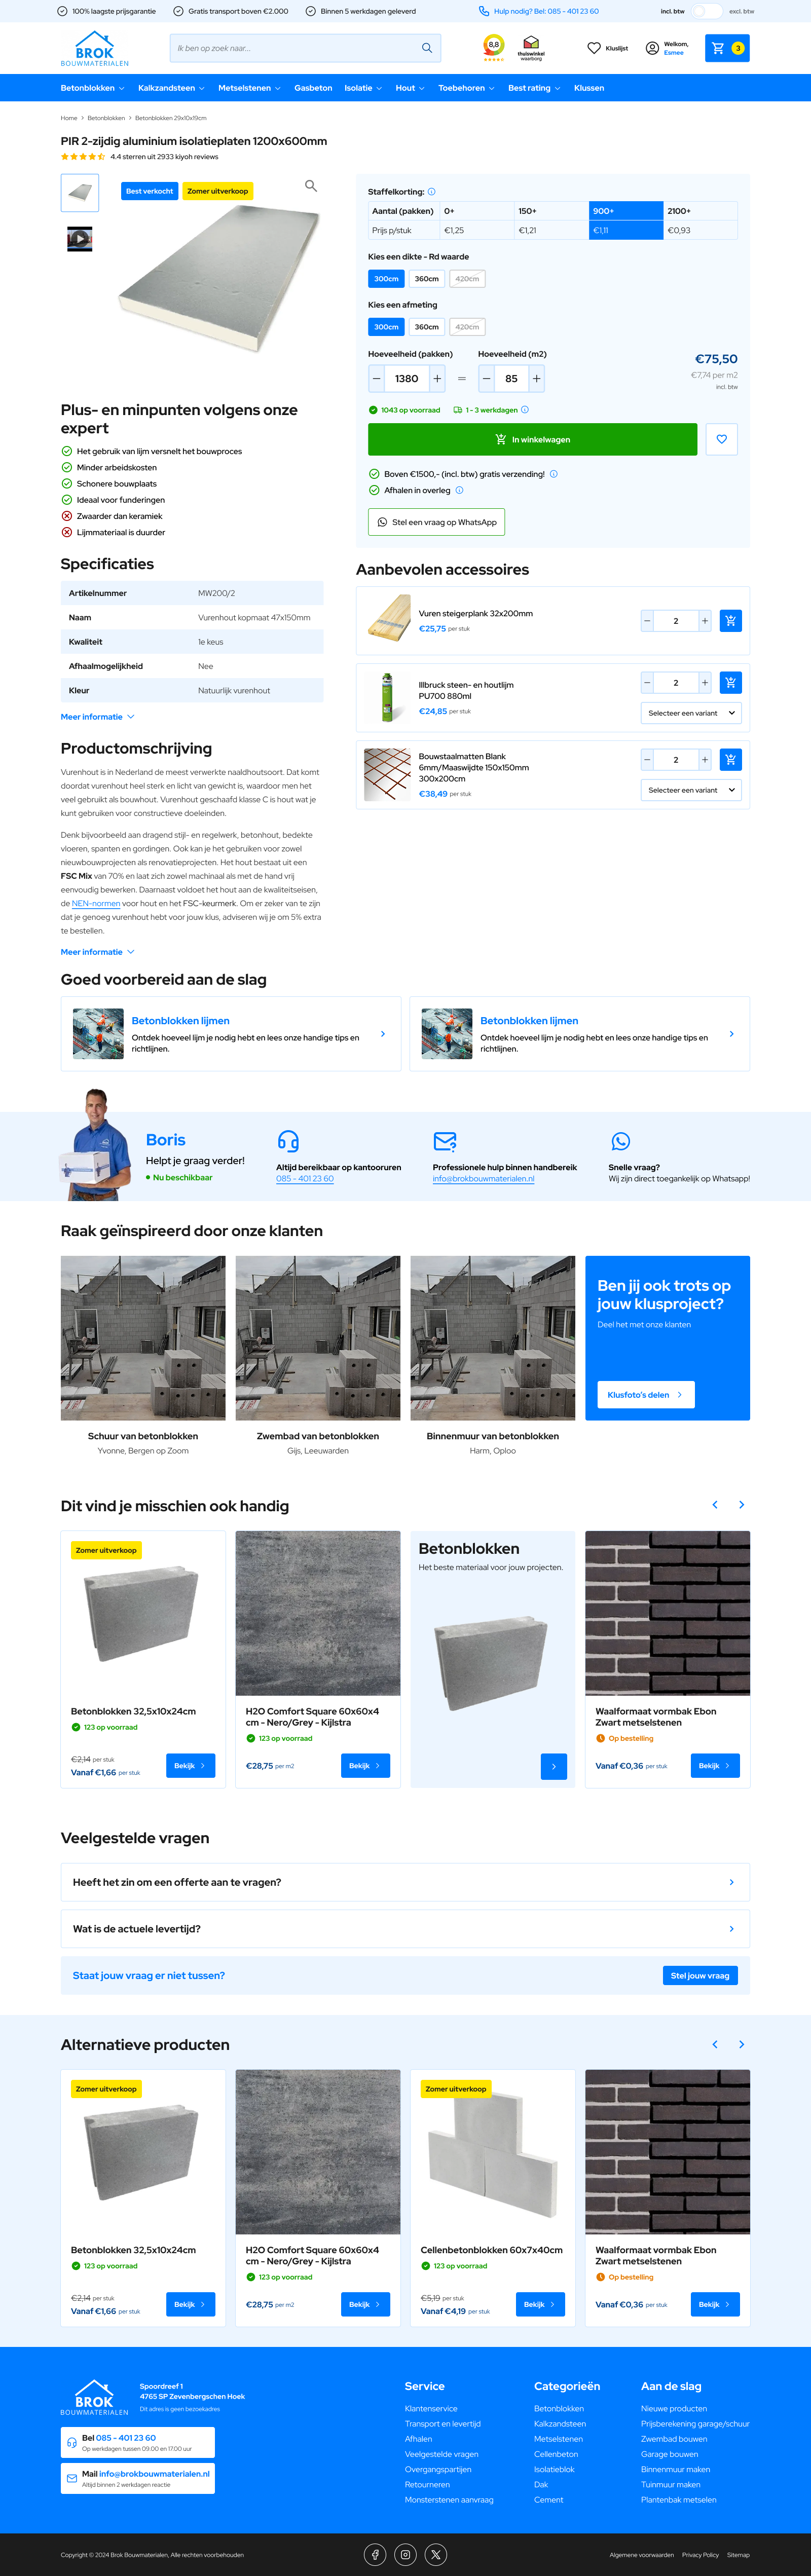 100% laagste prijsgarantie
Gratis transport boven €2.000
Binnen 5 werkdagen geleverd
Hulp nodig? Bel: 085 - 401 23 60
incl. btw
excl. btw
BROK
BOUWMATERIALEN
Ik ben op zoek naar...
8,8
thuiswinkel
waarborg
Kluslijst
Welkom,
Esmee
3
Betonblokken
Kalkzandsteen
Metselstenen
Gasbeton
Isolatie
Hout
Toebehoren
Best rating
Klussen
Home > Betonblokken > Betonblokken 29x10x19cm
PIR 2-zijdig aluminium isolatieplaten 1200x600mm
4.4 sterren uit 2933 kiyoh reviews
Best verkocht
Zomer uitverkoop
Staffelkorting:
Aantal (pakken) 0+ 150+ 900+ 2100+
Prijs p/stuk €1,25 €1,21 €1,11 €0,93
Kies een dikte - Rd waarde
300cm 360cm 420cm
Kies een afmeting
300cm 360cm 420cm
Hoeveelheid (pakken)
Hoeveelheid (m2)
− 1380 + = − 85 +
€75,50
€7,74 per m2
incl. btw
1043 op voorraad
1 - 3 werkdagen
In winkelwagen
Boven €1500,- (incl. btw) gratis verzending!
Afhalen in overleg
Stel een vraag op WhatsApp
Plus- en minpunten volgens onze
expert
Het gebruik van lijm versnelt het bouwproces
Minder arbeidskosten
Schonere bouwplaats
Ideaal voor funderingen
Zwaarder dan keramiek
Lijmmateriaal is duurder
Specificaties
Artikelnummer MW200/2
Naam Vurenhout kopmaat 47x150mm
Kwaliteit 1e keus
Afhaalmogelijkheid Nee
Kleur Natuurlijk vurenhout
Meer informatie
Aanbevolen accessoires
Vuren steigerplank 32x200mm
€25,75 per stuk
− 2 +
Illbruck steen- en houtlijm
PU700 880ml
€24,85 per stuk
− 2 +
Selecteer een variant
Bouwstaalmatten Blank
6mm/Maaswijdte 150x150mm
300x200cm
€38,49 per stuk
− 2 +
Selecteer een variant
Productomschrijving
Vurenhout is in Nederland de meest verwerkte naaldhoutsoort. Dat komt
doordat vurenhout heel sterk en licht van gewicht is, waardoor men het
veel gebruikt als bouwhout. Vurenhout geschaafd klasse C is hout wat je
kunt gebruiken voor constructieve doeleinden.
Denk bijvoorbeeld aan dragend stijl- en regelwerk, betonhout, bedekte
vloeren, spanten en gordingen. Ook kan je het gebruiken voor zowel
nieuwbouwprojecten als renovatieprojecten. Het hout bestaat uit een
FSC Mix van 70% en laat zich zowel machinaal als met de hand vrij
eenvoudig bewerken. Daarnaast voldoet het hout aan de kwaliteitseisen,
de NEN-normen voor hout en het FSC-keurmerk. Om er zeker van te zijn
dat je genoeg vurenhout hebt voor jouw klus, adviseren wij je om 5% extra
te bestellen.
Meer informatie
Goed voorbereid aan de slag
Betonblokken lijmen
Ontdek hoeveel lijm je nodig hebt en lees onze handige tips en
richtlijnen.
Betonblokken lijmen
Ontdek hoeveel lijm je nodig hebt en lees onze handige tips en
richtlijnen.
Boris
Helpt je graag verder!
Nu beschikbaar
Altijd bereikbaar op kantooruren
085 - 401 23 60
Professionele hulp binnen handbereik
info@brokbouwmaterialen.nl
Snelle vraag?
Wij zijn direct toegankelijk op Whatsapp!
Raak geïnspireerd door onze klanten
Schuur van betonblokken
Yvonne, Bergen op Zoom
Zwembad van betonblokken
Gijs, Leeuwarden
Binnenmuur van betonblokken
Harm, Oploo
Ben jij ook trots op
jouw klusproject?
Deel het met onze klanten
Klusfoto's delen
Dit vind je misschien ook handig
Zomer uitverkoop
Betonblokken 32,5x10x24cm
123 op voorraad
€2,14 per stuk
Vanaf €1,66 per stuk
Bekijk
H2O Comfort Square 60x60x4
cm - Nero/Grey - Kijlstra
123 op voorraad
€28,75 per m2
Bekijk
Betonblokken
Het beste materiaal voor jouw projecten.
Waalformaat vormbak Ebon
Zwart metselstenen
Op bestelling
Vanaf €0,36 per stuk
Bekijk
Veelgestelde vragen
Heeft het zin om een offerte aan te vragen?
Wat is de actuele levertijd?
Staat jouw vraag er niet tussen?
Stel jouw vraag
Alternatieve producten
Zomer uitverkoop
Betonblokken 32,5x10x24cm
123 op voorraad
€2,14 per stuk
Vanaf €1,66 per stuk
Bekijk
H2O Comfort Square 60x60x4
cm - Nero/Grey - Kijlstra
123 op voorraad
€28,75 per m2
Bekijk
Zomer uitverkoop
Cellenbetonblokken 60x7x40cm
123 op voorraad
€5,19 per stuk
Vanaf €4,19 per stuk
Bekijk
Waalformaat vormbak Ebon
Zwart metselstenen
Op bestelling
Vanaf €0,36 per stuk
Bekijk
BROK
BOUWMATERIALEN
Spoordreef 1
4765 SP Zevenbergschen Hoek
Dit adres is geen bezoekadres
Bel 085 - 401 23 60
Op werkdagen tussen 09.00 en 17.00 uur
Mail info@brokbouwmaterialen.nl
Altijd binnen 2 werkdagen reactie
Service
Klantenservice
Transport en levertijd
Afhalen
Veelgestelde vragen
Overgangspartijen
Retourneren
Monsterstenen aanvraag
Categorieën
Betonblokken
Kalkzandsteen
Metselstenen
Cellenbeton
Isolatieblok
Dak
Cement
Aan de slag
Nieuwe producten
Prijsberekening garage/schuur
Zwembad bouwen
Garage bouwen
Binnenmuur maken
Tuinmuur maken
Plantenbak metselen
Copyright © 2024 Brok Bouwmaterialen, Alle rechten voorbehouden
Algemene voorwaarden
Privacy Policy
Sitemap